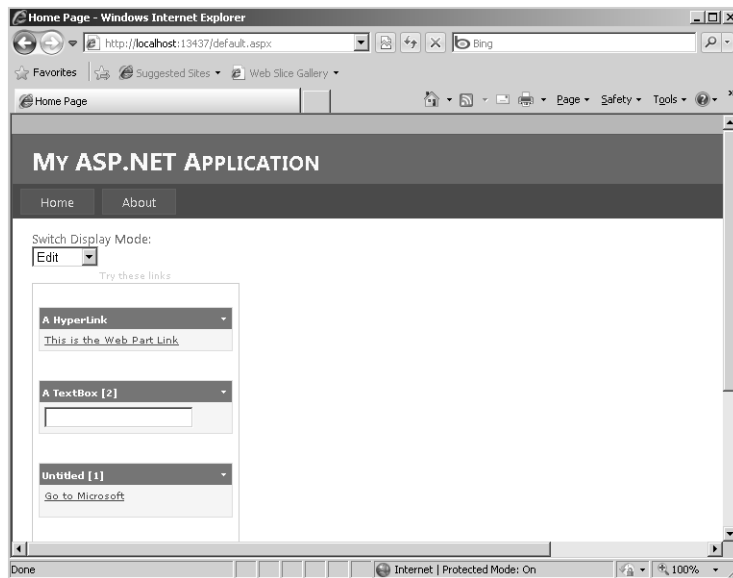 Home Page - Windows Internet Explorer
http://localhost:13437/default.aspx
Bing
Favorites
Suggested Sites
Web Slice Gallery
Home Page
Page
Safety
Tools
»
MY ASP.NET APPLICATION
Home
About
Switch Display Mode:
Edit
Try these links
A HyperLink
This is the Web Part Link
A TextBox [2]
Untitled [1]
Go to Microsoft
Done
Internet | Protected Mode: On
100%